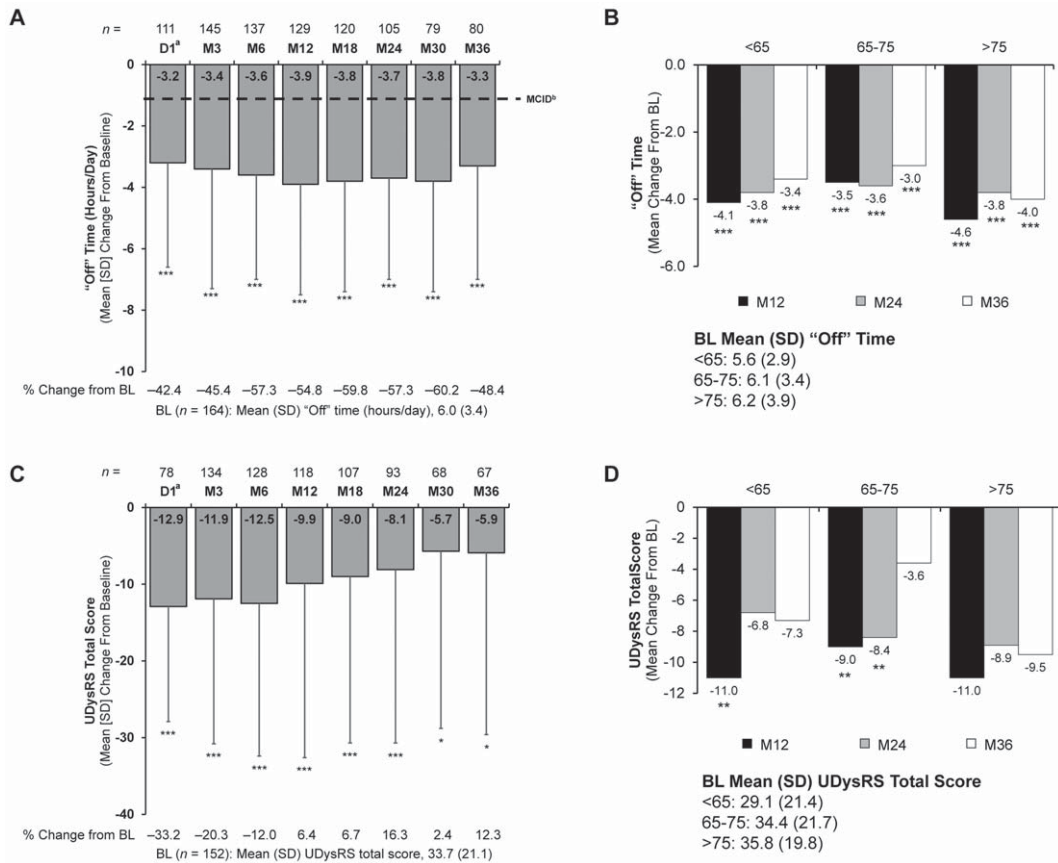 A
n = 111 145 137 129 120 105 79 80
D1ᵃ M3 M6 M12 M18 M24 M30 M36
0
-2
-4
-6
-8
-10
"Off" Time (Hours/Day)
(Mean [SD] Change From Baseline)
-3.2 -3.4 -3.6 -3.9 -3.8 -3.7 -3.8 -3.3
MCIDᵇ
*** *** *** *** *** *** *** ***
% Change from BL –42.4 –45.4 –57.3 –54.8 –59.8 –57.3 –60.2 –48.4
BL (n = 164): Mean (SD) "Off" time (hours/day), 6.0 (3.4)
B
<65 65-75 >75
0.0
-2.0
-4.0
-6.0
"Off" Time
(Mean Change From BL)
-4.1 -3.8 -3.4 -3.5 -3.6 -3.0 -4.6 -3.8 -4.0
*** *** *** *** *** *** *** *** ***
M12 M24 M36
BL Mean (SD) "Off" Time
<65: 5.6 (2.9)
65-75: 6.1 (3.4)
>75: 6.2 (3.9)
C
n = 78 134 128 118 107 93 68 67
D1ᵃ M3 M6 M12 M18 M24 M30 M36
0
-10
-20
-30
-40
UDysRS Total Score
(Mean [SD] Change From Baseline)
-12.9 -11.9 -12.5 -9.9 -9.0 -8.1 -5.7 -5.9
*** *** *** *** *** *** * *
% Change from BL –33.2 –20.3 –12.0 6.4 6.7 16.3 2.4 12.3
BL (n = 152): Mean (SD) UDysRS total score, 33.7 (21.1)
D
<65 65-75 >75
0
-2
-4
-6
-8
-10
-12
UDysRS TotalScore
(Mean Change From BL)
-11.0 -6.8 -7.3 -9.0 -8.4 -3.6 -11.0 -8.9 -9.5
** ** **
M12 M24 M36
BL Mean (SD) UDysRS Total Score
<65: 29.1 (21.4)
65-75: 34.4 (21.7)
>75: 35.8 (19.8)